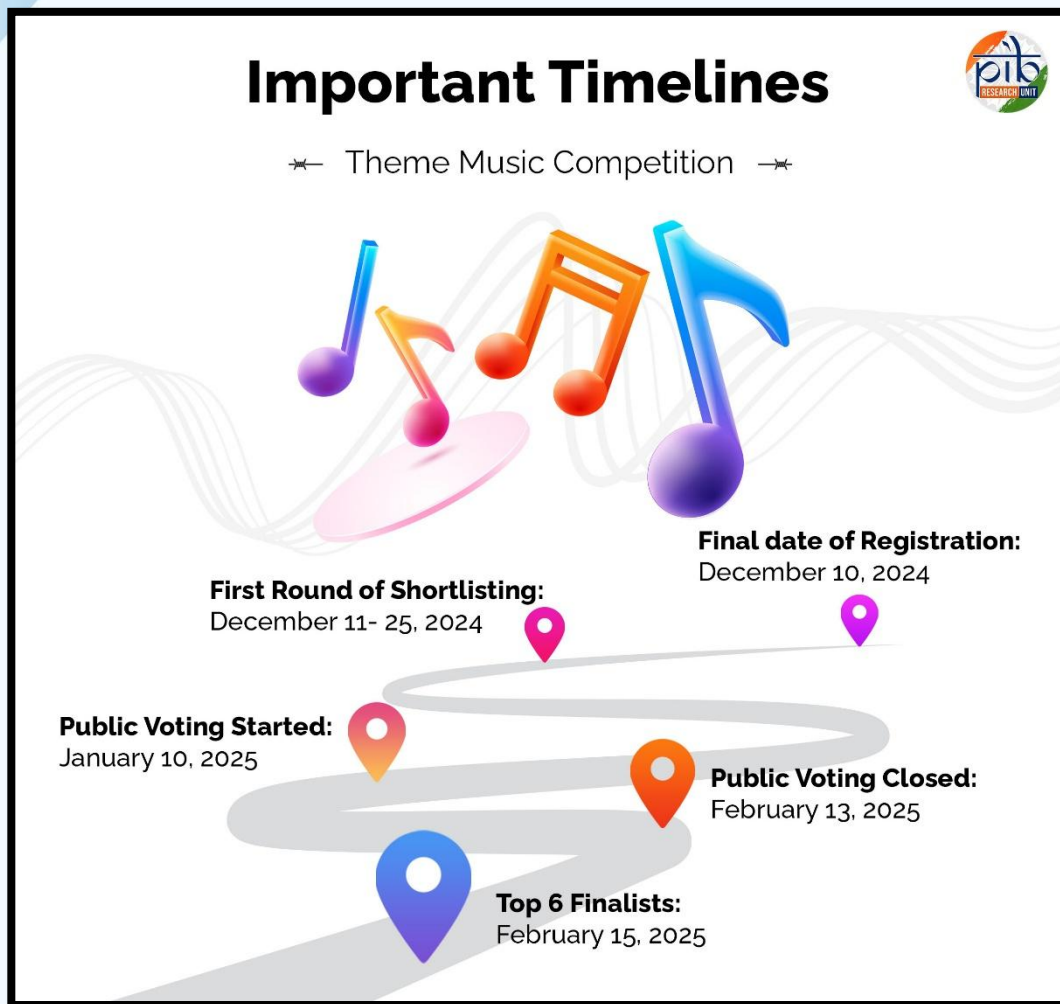 Important Timelines
pib
RESEARCH UNIT
Theme Music Competition
Final date of Registration:
December 10, 2024
First Round of Shortlisting:
December 11- 25, 2024
Public Voting Started:
January 10, 2025
Public Voting Closed:
February 13, 2025
Top 6 Finalists:
February 15, 2025